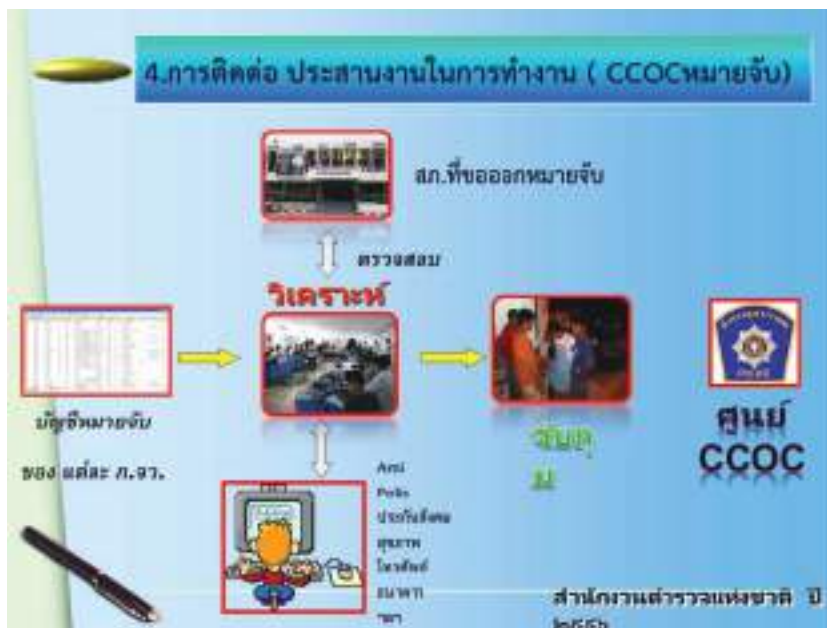 4.การติดต่อ ประสานงานในการทำงาน ( CCOCหมายจับ)
สภ.ที่ขอออกหมายจับ
ตรวจสอบ
วิเคราะห์
บัญชีหมายจับ
ของ แต่ละ ภ.จว.
จับกุ
ม
ศูนย์
CCOC
Polis
ประกันสังคม
สุขภาพ
โทรศัพท์
ธนาคาร
สำนักงานตำรวจแห่งชาติ ปี
๒๕๕๖